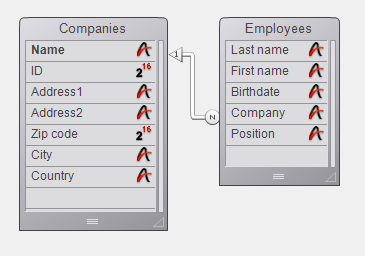 Companies
Name
ID 2^16
Address1
Address2
Zip code 2^16
City
Country
1
N
Employees
Last name
First name
Birthdate
Company
Position